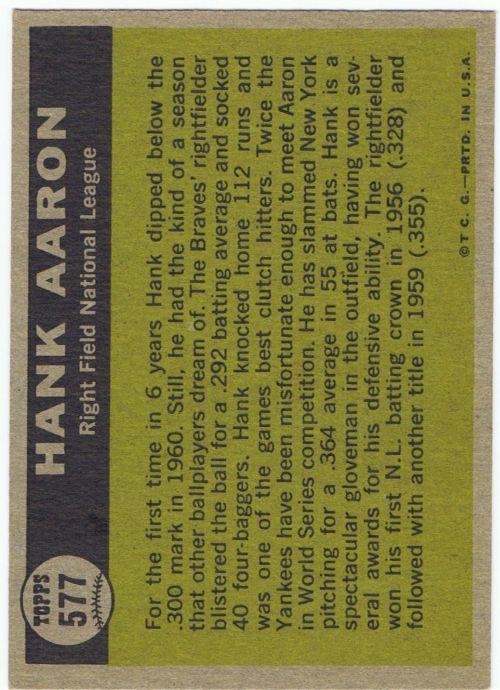 TOPPS
577
HANK AARON
Right Field National League
For the first time in 6 years Hank dipped below the
.300 mark in 1960. Still, he had the kind of a season
that other ballplayers dream of. The Braves' rightfielder
blistered the ball for a .292 batting average and socked
40 four-baggers. Hank knocked home 112 runs and
was one of the games best clutch hitters. Twice the
Yankees have been misfortunate enough to meet Aaron
in World Series competition. He has slammed New York
pitching for a .364 average in 55 at bats. Hank is a
spectacular gloveman in the outfield, having won sev-
eral awards for his defensive ability. The rightfielder
won his first N.L. batting crown in 1956 (.328) and
followed with another title in 1959 (.355).
©T. C. G.—PRTD. IN U.S.A.